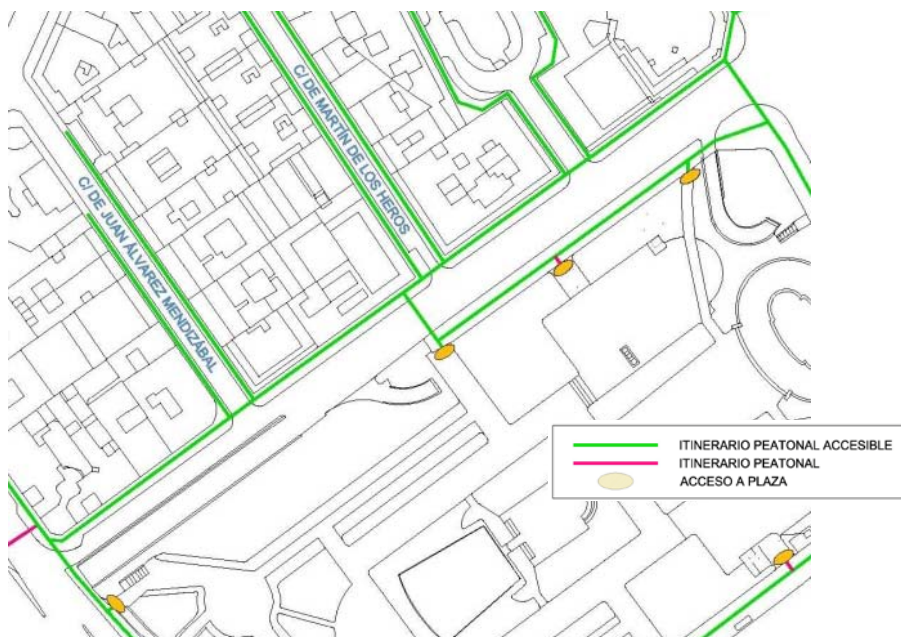 C/ DE MARTÍN DE LOS HEROS
C/ DE JUAN ÁLVAREZ MENDIZÁBAL
ITINERARIO PEATONAL ACCESIBLE
ITINERARIO PEATONAL
ACCESO A PLAZA